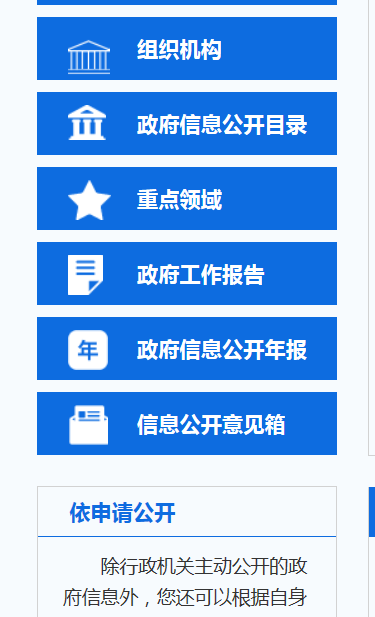 组织机构
政府信息公开目录
重点领域
政府工作报告
年
政府信息公开年报
信息公开意见箱
依申请公开
除行政机关主动公开的政
府信息外，您还可以根据自身